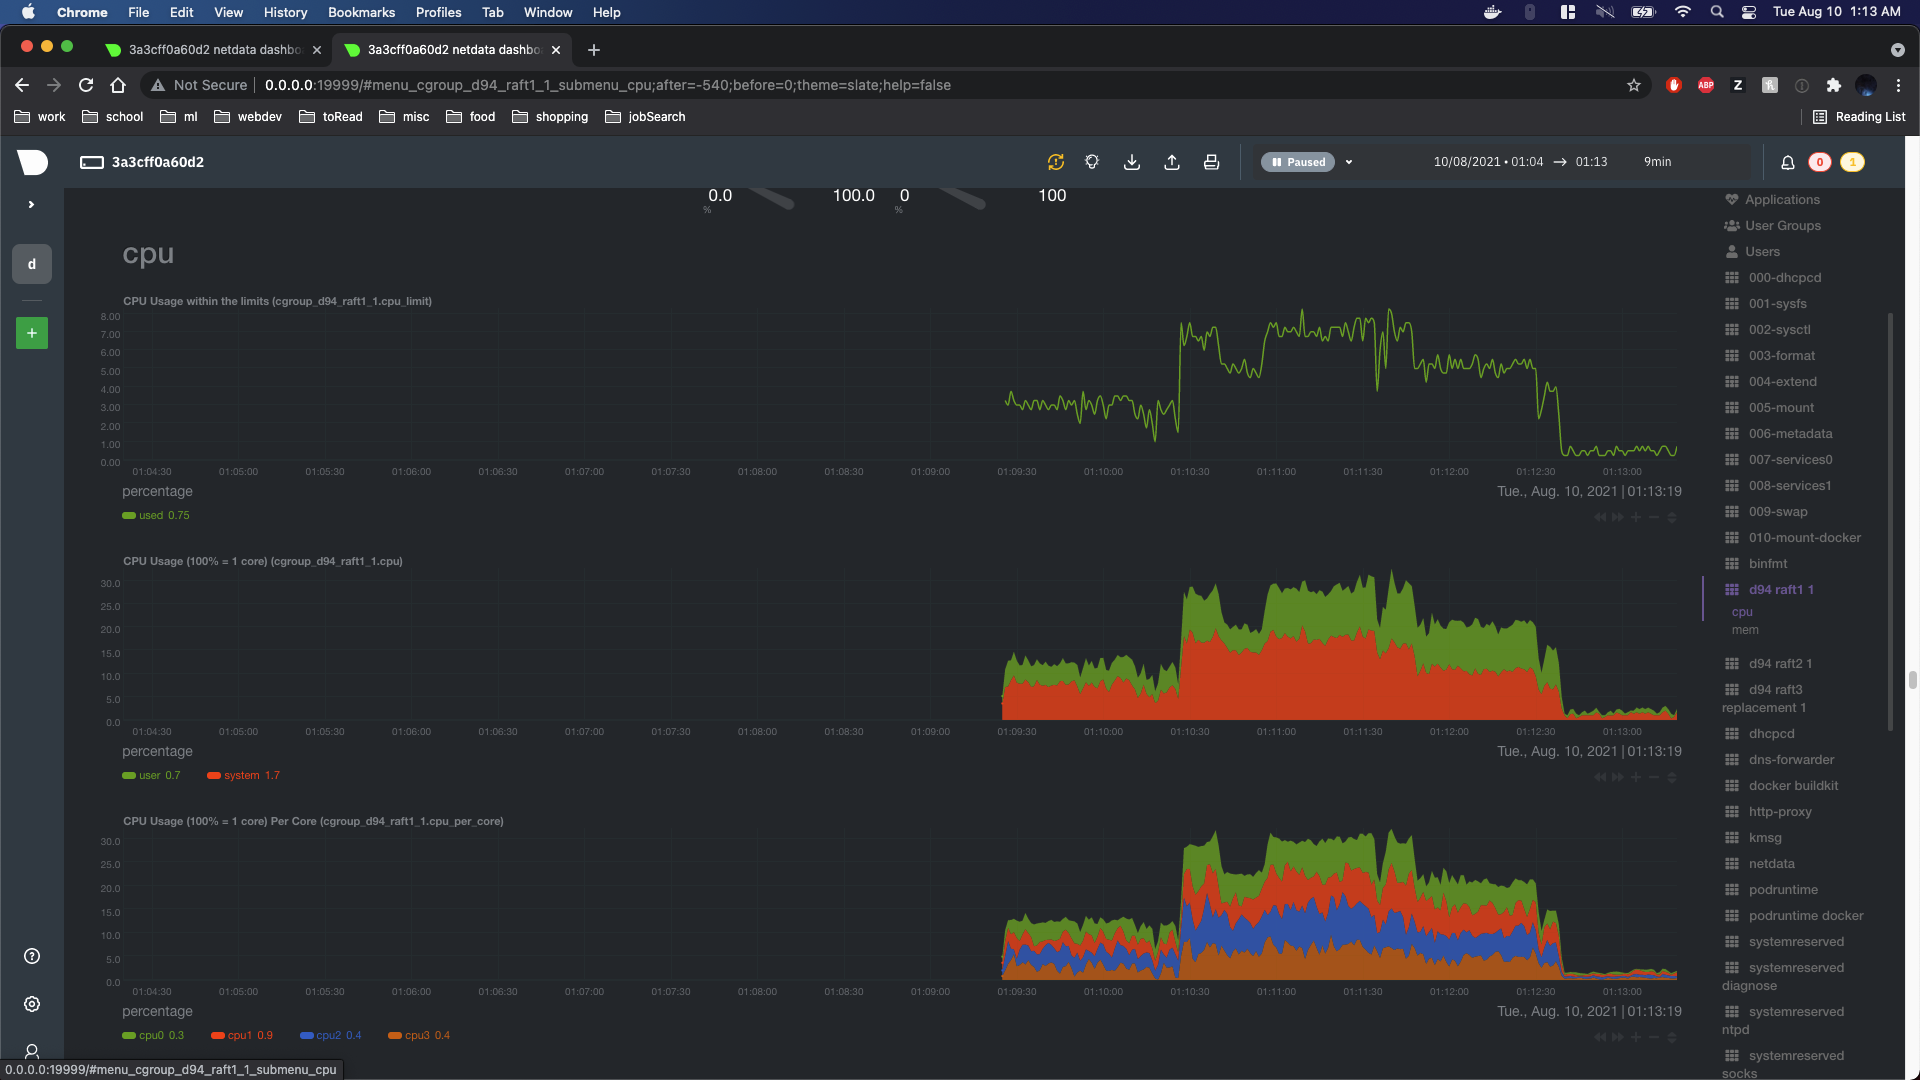 Chrome File Edit View History Bookmarks Profiles Tab Window Help Tue Aug 10 1:13 AM
3a3cff0a60d2 netdata dashbo 3a3cff0a60d2 netdata dashbo
Not Secure 0.0.0.0:19999/#menu_cgroup_d94_raft1_1_submenu_cpu;after=-540;before=0;theme=slate;help=false ABP Z
work school ml webdev toRead misc food shopping jobSearch Reading List
3a3cff0a60d2 Paused 10/08/2021 • 01:04 → 01:13 9min 0 1
d
+
0.0 100.0 0 100
% %
cpu
CPU Usage within the limits (cgroup_d94_raft1_1.cpu_limit)
8.00
7.00
6.00
5.00
4.00
3.00
2.00
1.00
0.00
01:04:30 01:05:00 01:05:30 01:06:00 01:06:30 01:07:00 01:07:30 01:08:00 01:08:30 01:09:00 01:09:30 01:10:00 01:10:30 01:11:00 01:11:30 01:12:00 01:12:30 01:13:00
percentage Tue., Aug. 10, 2021 | 01:13:19
used 0.75
CPU Usage (100% = 1 core) (cgroup_d94_raft1_1.cpu)
30.0
25.0
20.0
15.0
10.0
5.0
0.0
01:04:30 01:05:00 01:05:30 01:06:00 01:06:30 01:07:00 01:07:30 01:08:00 01:08:30 01:09:00 01:09:30 01:10:00 01:10:30 01:11:00 01:11:30 01:12:00 01:12:30 01:13:00
percentage Tue., Aug. 10, 2021 | 01:13:19
user 0.7 system 1.7
CPU Usage (100% = 1 core) Per Core (cgroup_d94_raft1_1.cpu_per_core)
30.0
25.0
20.0
15.0
10.0
5.0
0.0
01:04:30 01:05:00 01:05:30 01:06:00 01:06:30 01:07:00 01:07:30 01:08:00 01:08:30 01:09:00 01:09:30 01:10:00 01:10:30 01:11:00 01:11:30 01:12:00 01:12:30 01:13:00
percentage Tue., Aug. 10, 2021 | 01:13:19
cpu0 0.3 cpu1 0.9 cpu2 0.4 cpu3 0.4
Applications
User Groups
Users
000-dhcpcd
001-sysfs
002-sysctl
003-format
004-extend
005-mount
006-metadata
007-services0
008-services1
009-swap
010-mount-docker
binfmt
d94 raft1 1
cpu
mem
d94 raft2 1
d94 raft3
replacement 1
dhcpcd
dns-forwarder
docker buildkit
http-proxy
kmsg
netdata
podruntime
podruntime docker
systemreserved
systemreserved
diagnose
systemreserved
ntpd
systemreserved
socks
0.0.0.0:19999/#menu_cgroup_d94_raft1_1_submenu_cpu